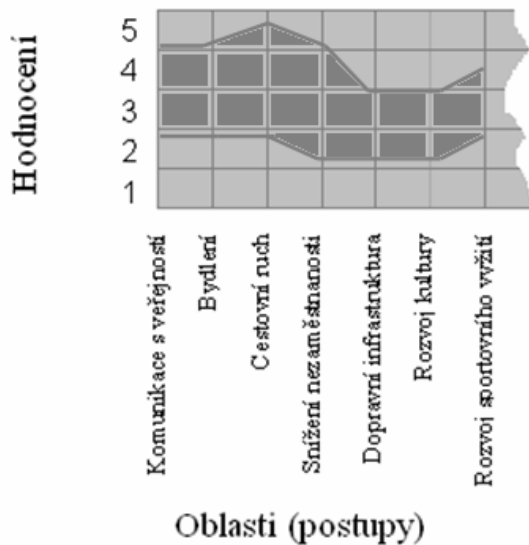 Hodnocení
5
4
3
2
1
Komunikace s veřejností
Bydlení
Cestovní ruch
Snížení nezaměstnanosti
Dopravní infrastruktura
Rozvoj kultury
Rozvoj sportovního vyžití
Oblasti (postupy)